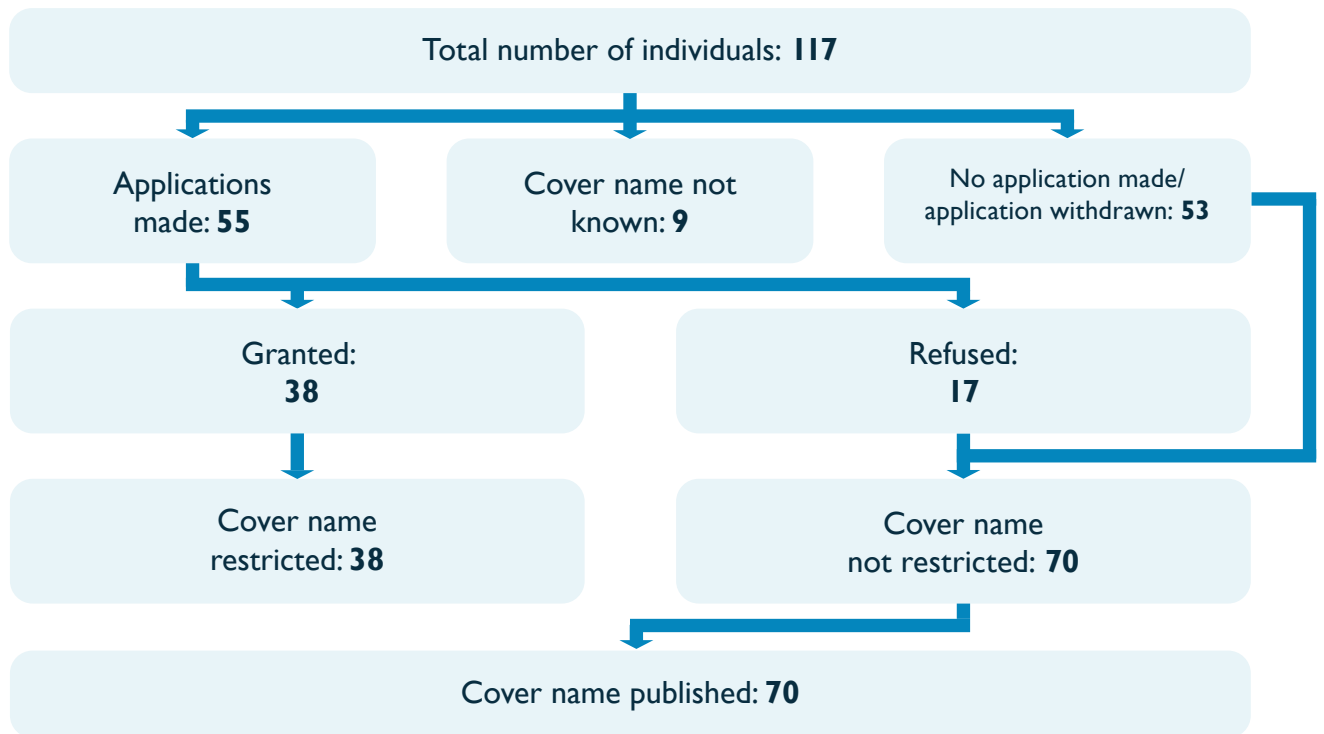 Total number of individuals: 117
Applications
made: 55
Cover name not
known: 9
No application made/
application withdrawn: 53
Granted:
38
Refused:
17
Cover name
restricted: 38
Cover name
not restricted: 70
Cover name published: 70